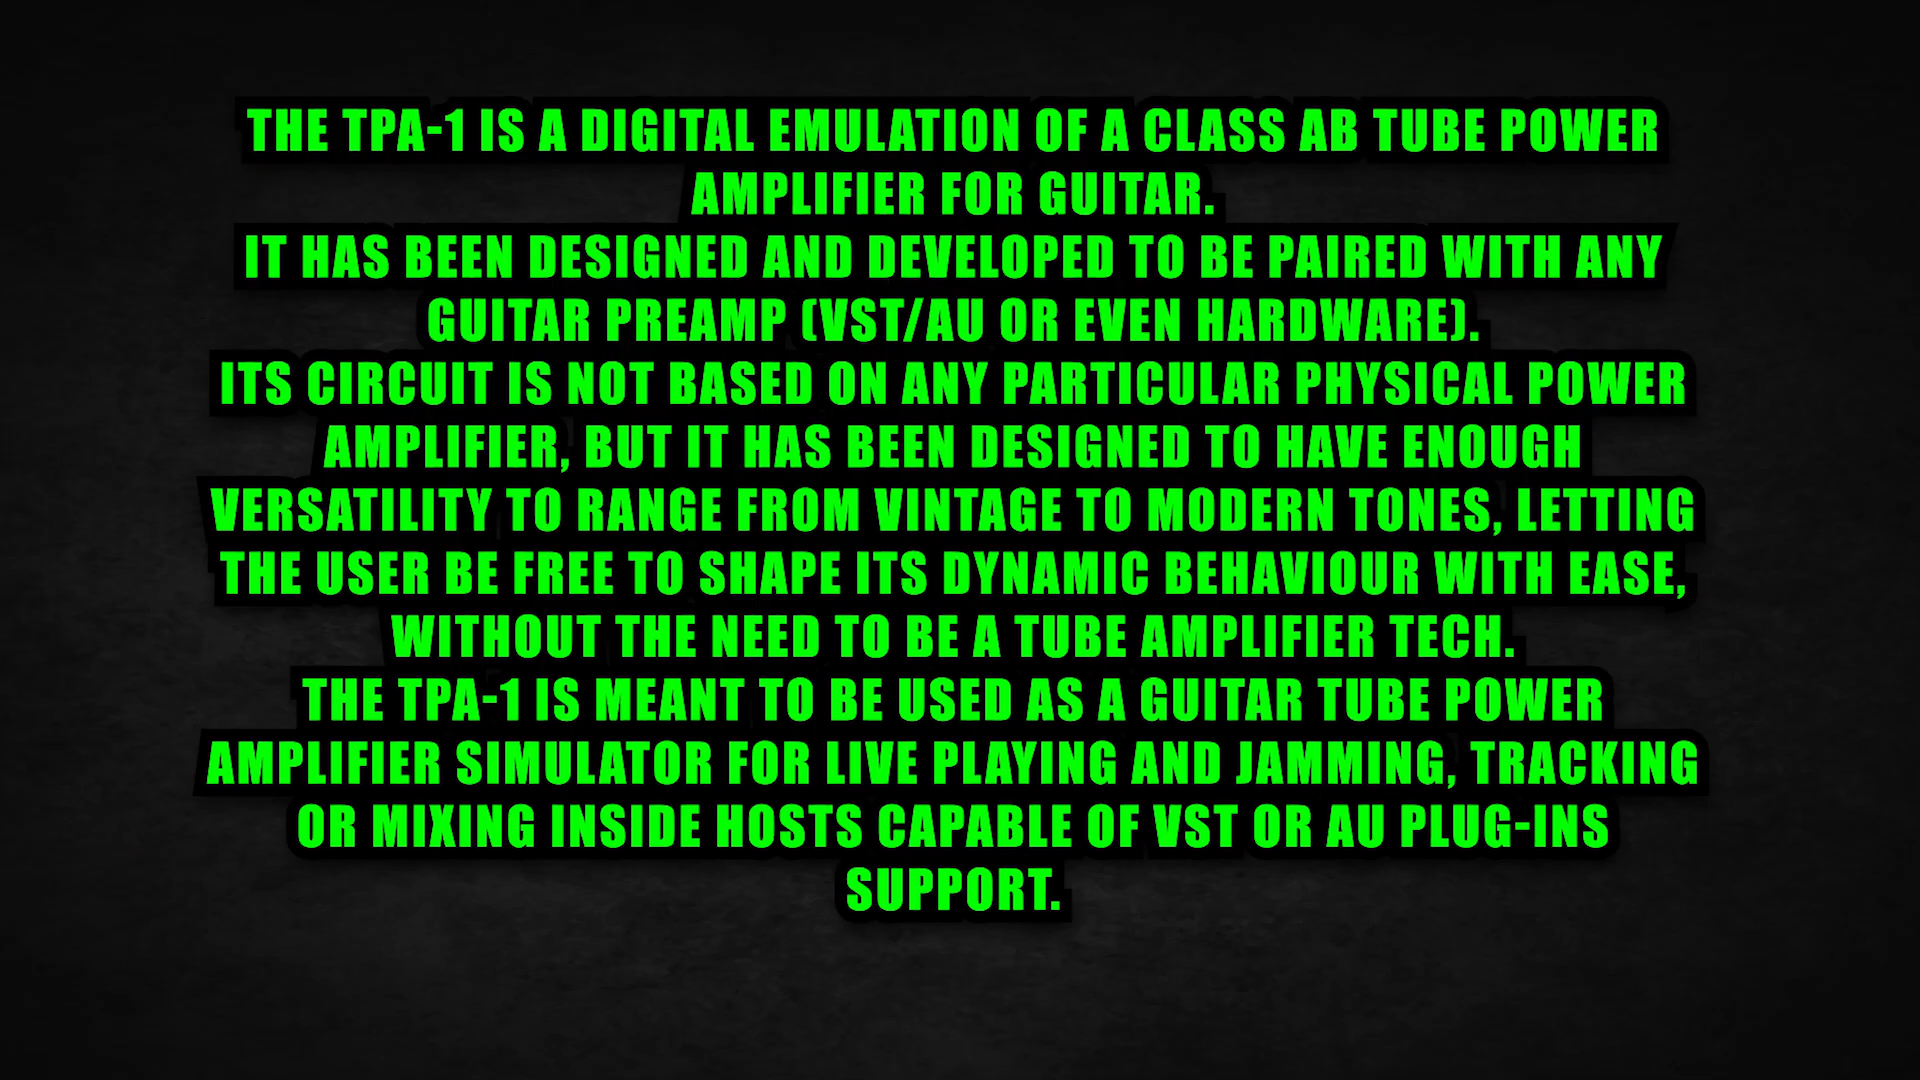 THE TPA-1 IS A DIGITAL EMULATION OF A CLASS AB TUBE POWER
AMPLIFIER FOR GUITAR.
IT HAS BEEN DESIGNED AND DEVELOPED TO BE PAIRED WITH ANY
GUITAR PREAMP (VST/AU OR EVEN HARDWARE).
ITS CIRCUIT IS NOT BASED ON ANY PARTICULAR PHYSICAL POWER
AMPLIFIER, BUT IT HAS BEEN DESIGNED TO HAVE ENOUGH
VERSATILITY TO RANGE FROM VINTAGE TO MODERN TONES, LETTING
THE USER BE FREE TO SHAPE ITS DYNAMIC BEHAVIOUR WITH EASE,
WITHOUT THE NEED TO BE A TUBE AMPLIFIER TECH.
THE TPA-1 IS MEANT TO BE USED AS A GUITAR TUBE POWER
AMPLIFIER SIMULATOR FOR LIVE PLAYING AND JAMMING, TRACKING
OR MIXING INSIDE HOSTS CAPABLE OF VST OR AU PLUG-INS
SUPPORT.